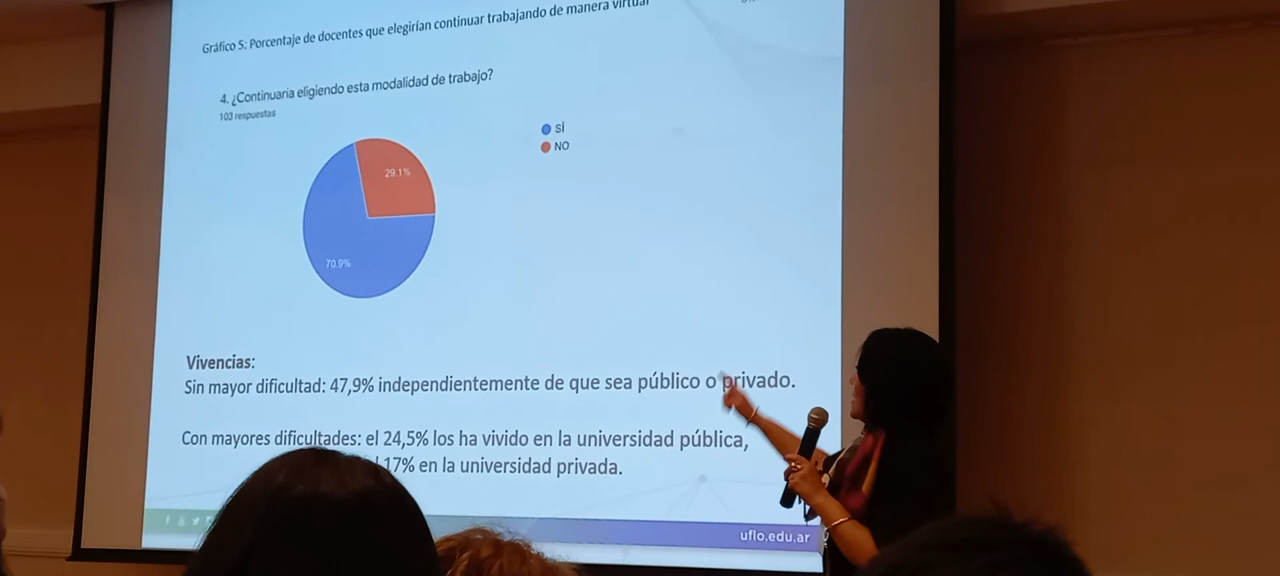 Gráfico 5: Porcentaje de docentes que elegirían continuar trabajando de manera virtual
4. ¿Continuaría eligiendo esta modalidad de trabajo?
103 respuestas
SÍ
NO
29.1%
70.9%
Vivencias:
Sin mayor dificultad: 47,9% independientemente de que sea público o privado.
Con mayores dificultades: el 24,5% los ha vivido en la universidad pública,
17% en la universidad privada.
uflo.edu.ar